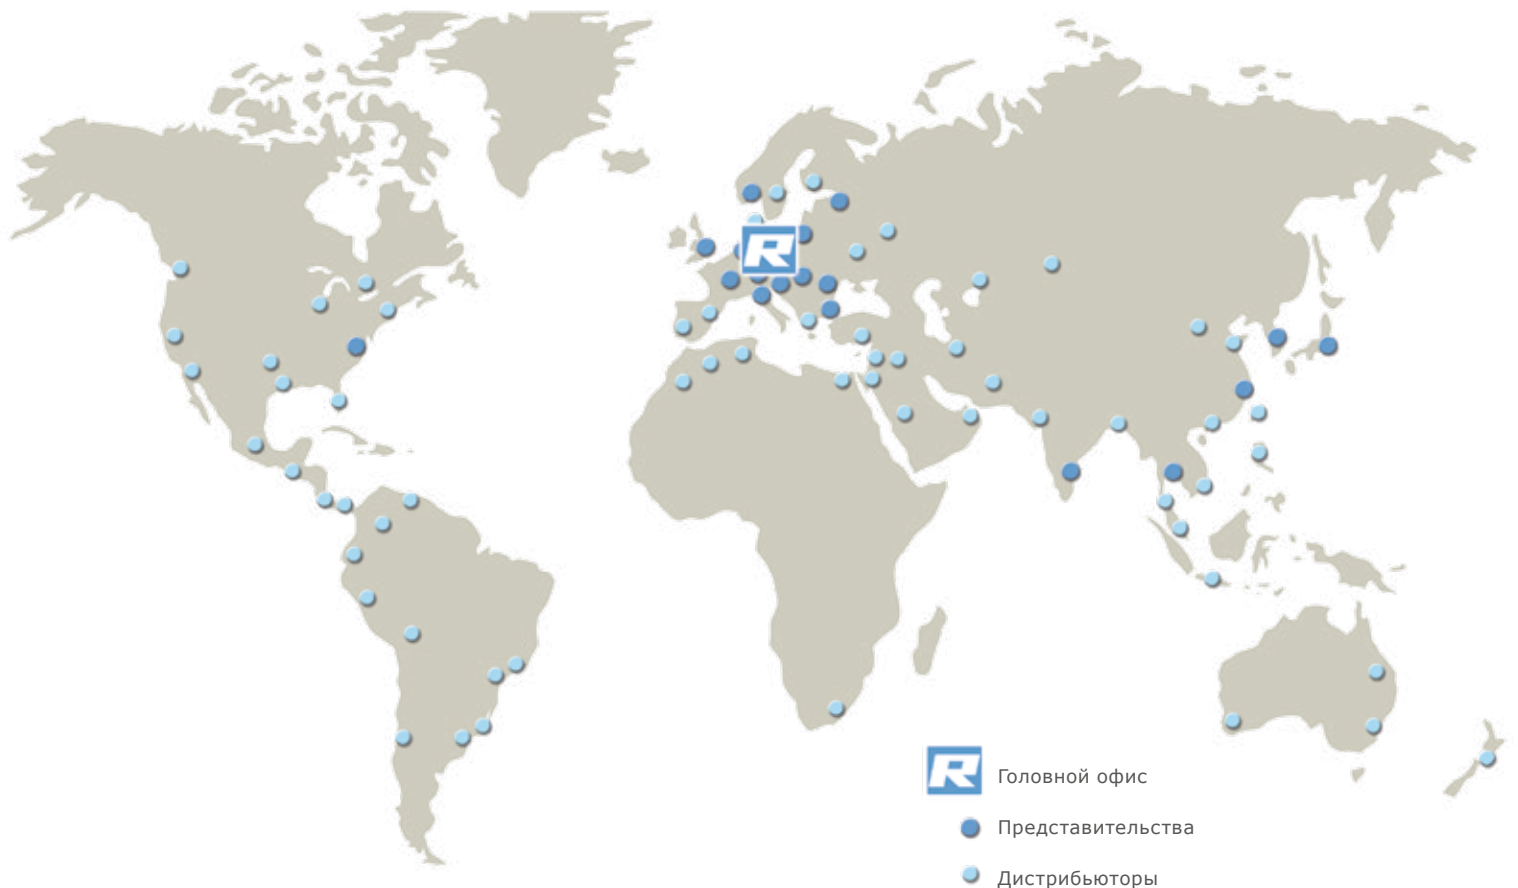 R
R
Головной офис
Представительства
Дистрибьюторы